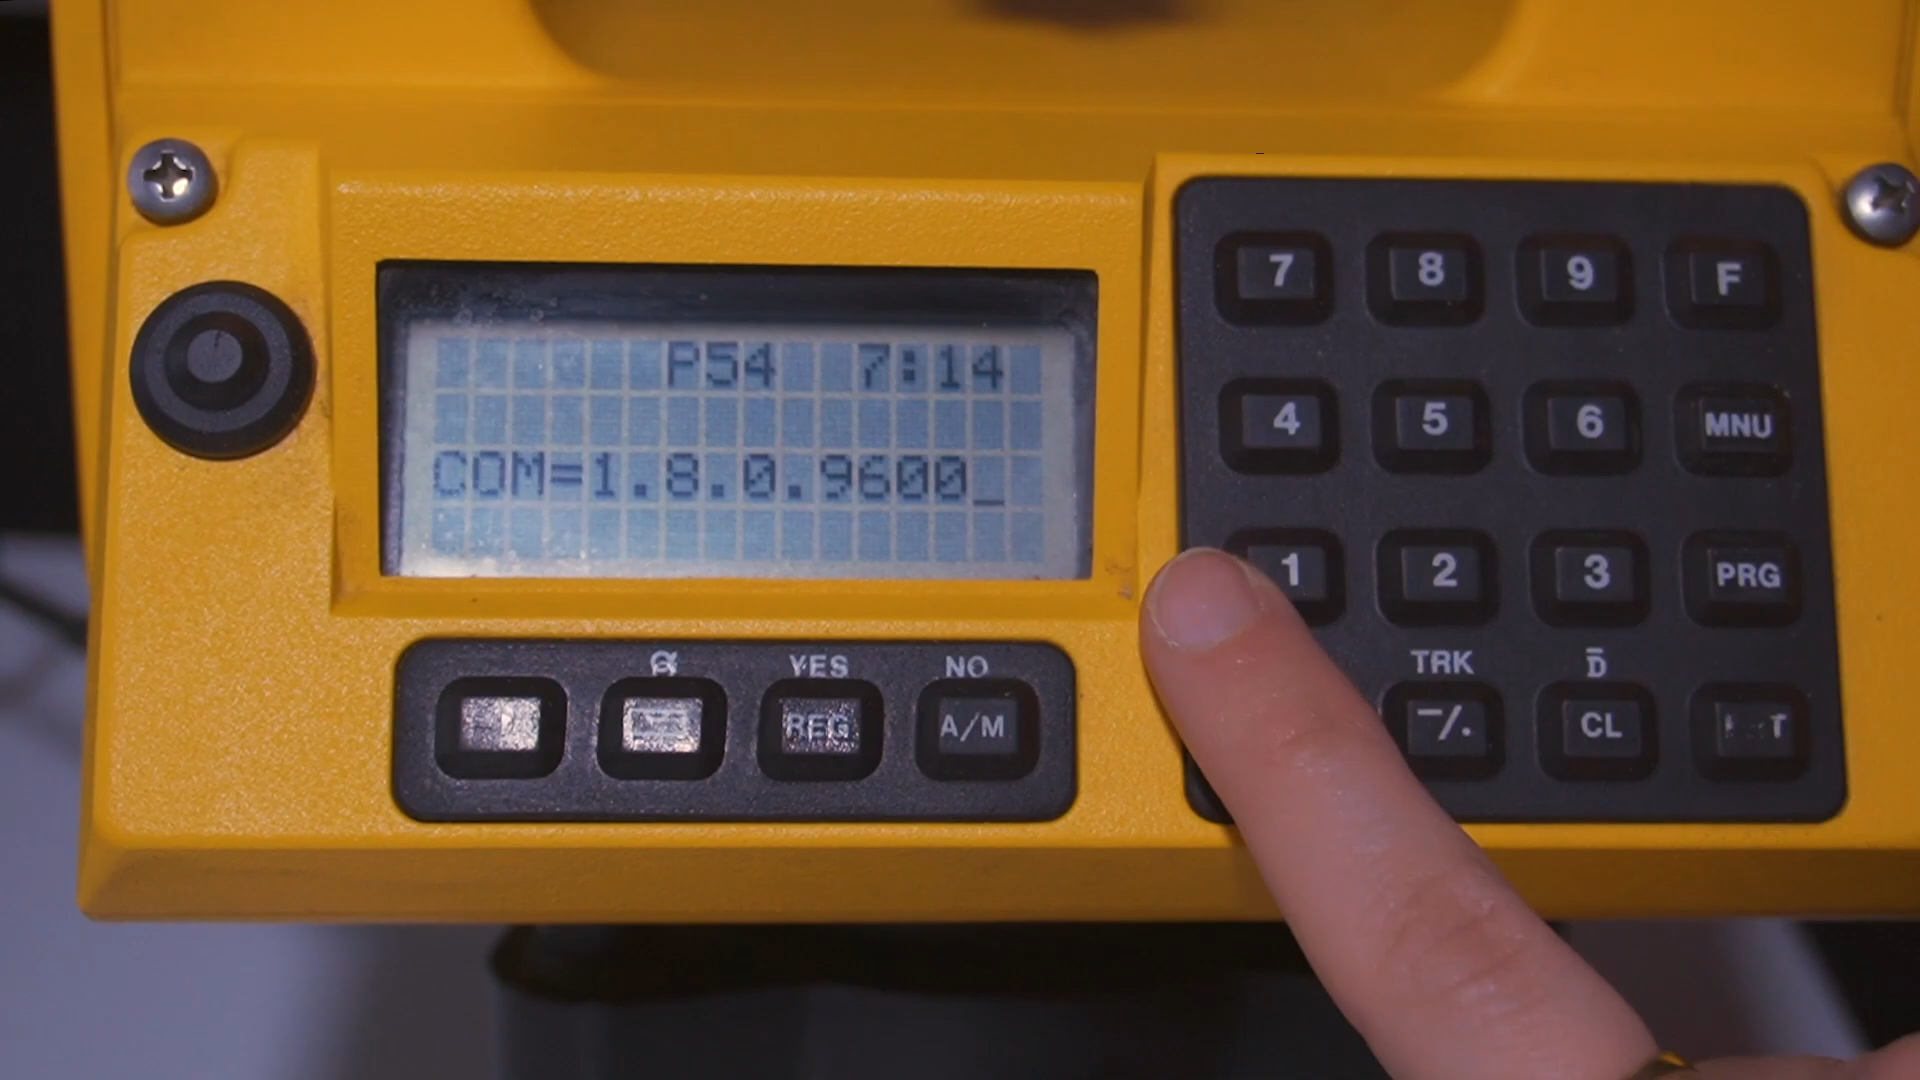 P54 7:14
COM=1.8.0.9600_
7 8 9 F
4 5 6 MNU
1 2 3 PRG
TRK D̄
–/. CL
YES NO
REG A/M